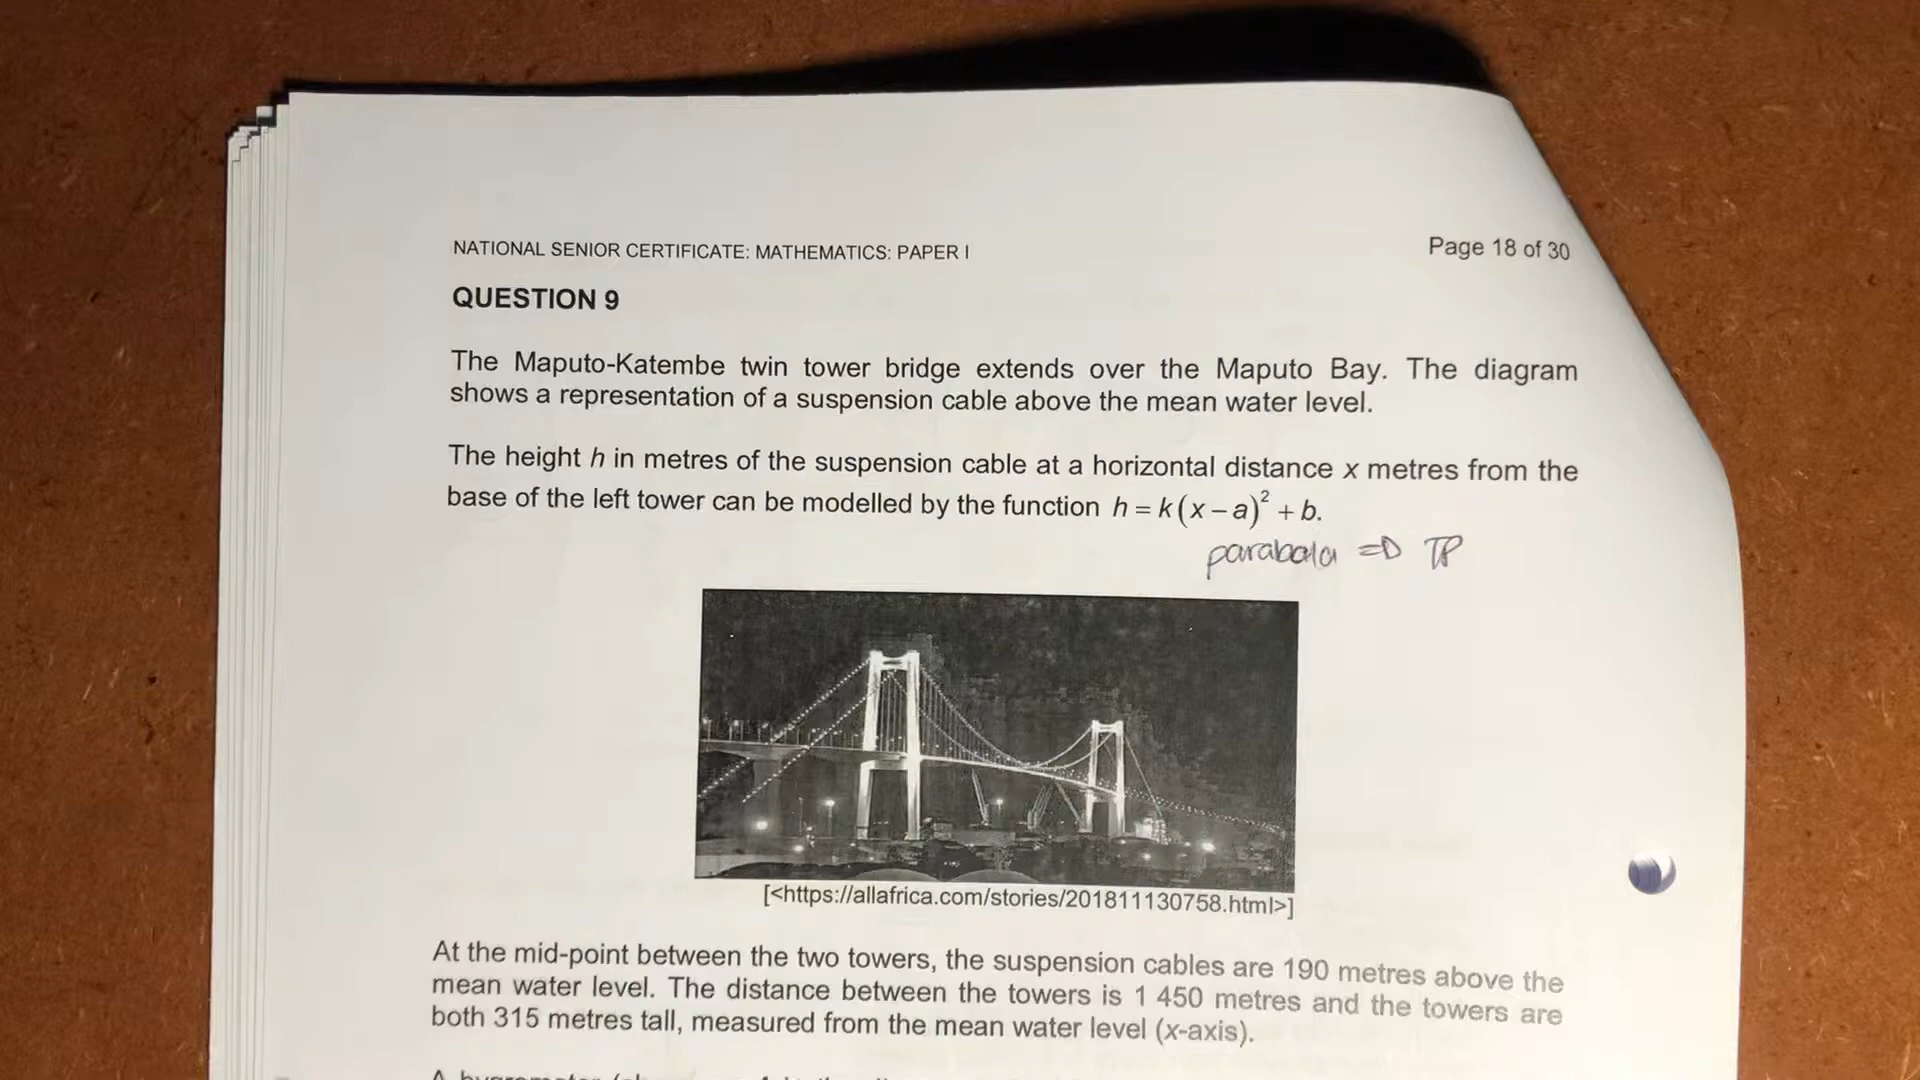 NATIONAL SENIOR CERTIFICATE: MATHEMATICS: PAPER I
Page 18 of 30
QUESTION 9
The Maputo-Katembe twin tower bridge extends over the Maputo Bay. The diagram
shows a representation of a suspension cable above the mean water level.
The height h in metres of the suspension cable at a horizontal distance x metres from the
base of the left tower can be modelled by the function h = k(x – a)² + b.
parabola => TP
[<https://allafrica.com/stories/201811130758.html>]
At the mid-point between the two towers, the suspension cables are 190 metres above the
mean water level. The distance between the towers is 1 450 metres and the towers are
both 315 metres tall, measured from the mean water level (x-axis).